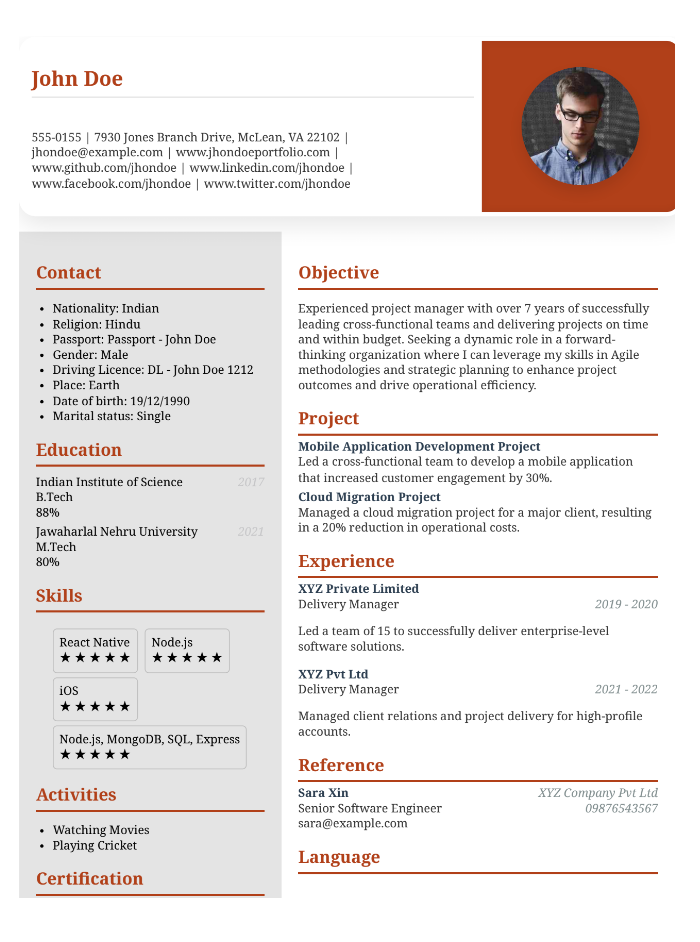 John Doe
555-0155 | 7930 Jones Branch Drive, McLean, VA 22102 |
jhondoe@example.com | www.jhondoeportfolio.com |
www.github.com/jhondoe | www.linkedin.com/jhondoe |
www.facebook.com/jhondoe | www.twitter.com/jhondoe
Contact
• Nationality: Indian
• Religion: Hindu
• Passport: Passport - John Doe
• Gender: Male
• Driving Licence: DL - John Doe 1212
• Place: Earth
• Date of birth: 19/12/1990
• Marital status: Single
Education
Indian Institute of Science 2017
B.Tech
88%
Jawaharlal Nehru University 2021
M.Tech
80%
Skills
React Native
★★★★★
Node.js
★★★★★
iOS
★★★★★
Node.js, MongoDB, SQL, Express
★★★★★
Activities
• Watching Movies
• Playing Cricket
Certification
Objective
Experienced project manager with over 7 years of successfully
leading cross-functional teams and delivering projects on time
and within budget. Seeking a dynamic role in a forward-
thinking organization where I can leverage my skills in Agile
methodologies and strategic planning to enhance project
outcomes and drive operational efficiency.
Project
Mobile Application Development Project
Led a cross-functional team to develop a mobile application
that increased customer engagement by 30%.
Cloud Migration Project
Managed a cloud migration project for a major client, resulting
in a 20% reduction in operational costs.
Experience
XYZ Private Limited
Delivery Manager 2019 - 2020
Led a team of 15 to successfully deliver enterprise-level
software solutions.
XYZ Pvt Ltd
Delivery Manager 2021 - 2022
Managed client relations and project delivery for high-profile
accounts.
Reference
Sara Xin XYZ Company Pvt Ltd
Senior Software Engineer 09876543567
sara@example.com
Language